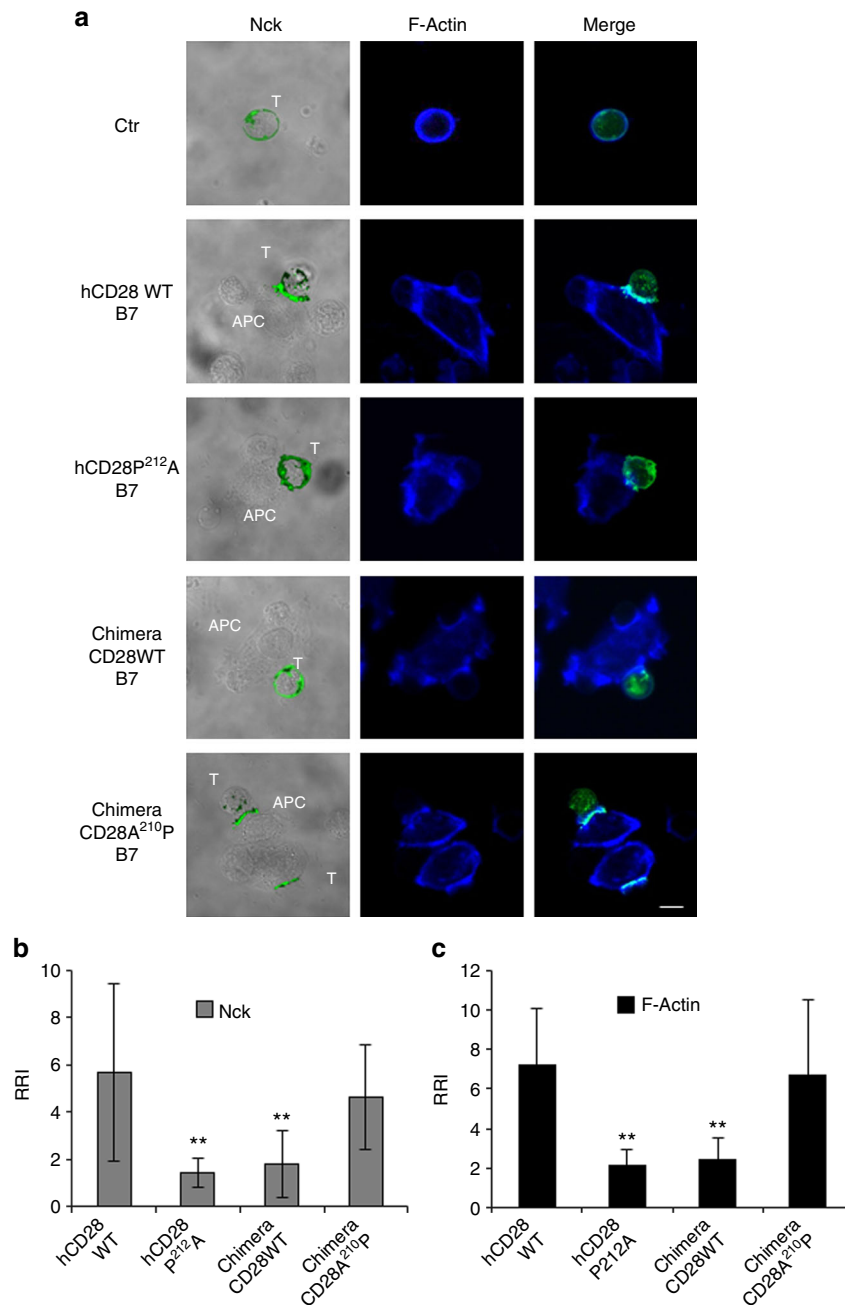 a
Nck F-Actin Merge
Ctr
T
hCD28 WT
B7
T
APC
hCD28P²¹²A
B7
T
APC
Chimera
CD28WT
B7
APC
T
Chimera
CD28A²¹⁰P
B7
T
APC
T
b
10
8
6
4
2
0
RRI
Nck
**
**
hCD28
WT
hCD28
P²¹²A
Chimera
CD28WT
Chimera
CD28A²¹⁰P
c
12
10
8
6
4
2
0
RRI
F-Actin
**
**
hCD28
WT
hCD28
P212A
Chimera
CD28WT
Chimera
CD28A²¹⁰P